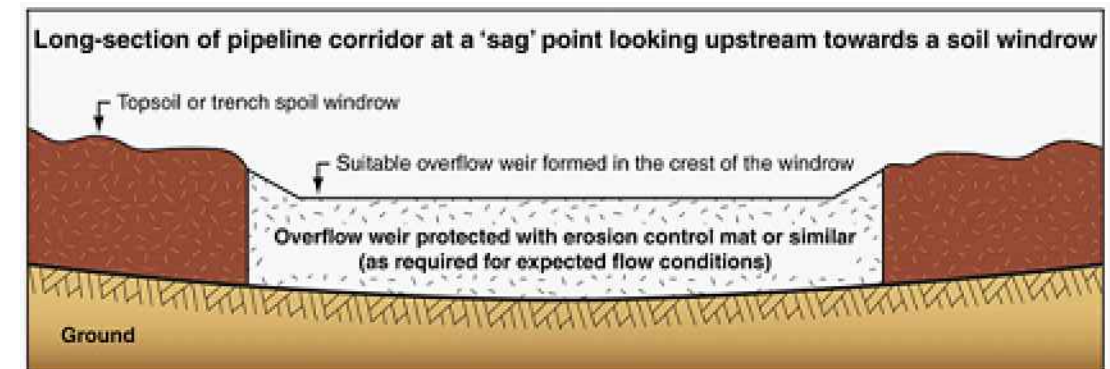 Long-section of pipeline corridor at a ‘sag’ point looking upstream towards a soil windrow
Topsoil or trench spoil windrow
Suitable overflow weir formed in the crest of the windrow
Overflow weir protected with erosion control mat or similar
(as required for expected flow conditions)
Ground